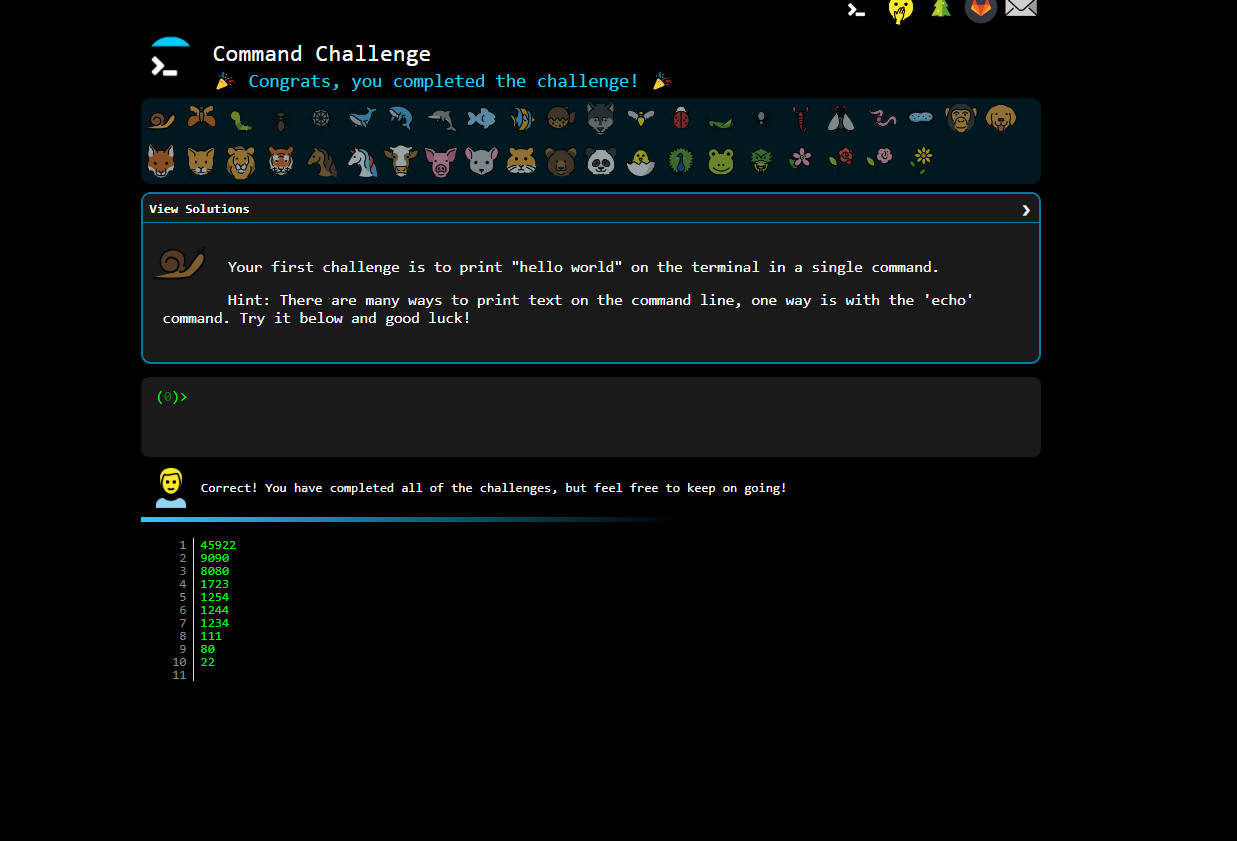 Command Challenge
🎉 Congrats, you completed the challenge! 🎉
View Solutions ❯
Your first challenge is to print "hello world" on the terminal in a single command.
Hint: There are many ways to print text on the command line, one way is with the 'echo'
command. Try it below and good luck!
(0)>
Correct! You have completed all of the challenges, but feel free to keep on going!
1 45922
2 9090
3 8080
4 1723
5 1254
6 1244
7 1234
8 111
9 80
10 22
11